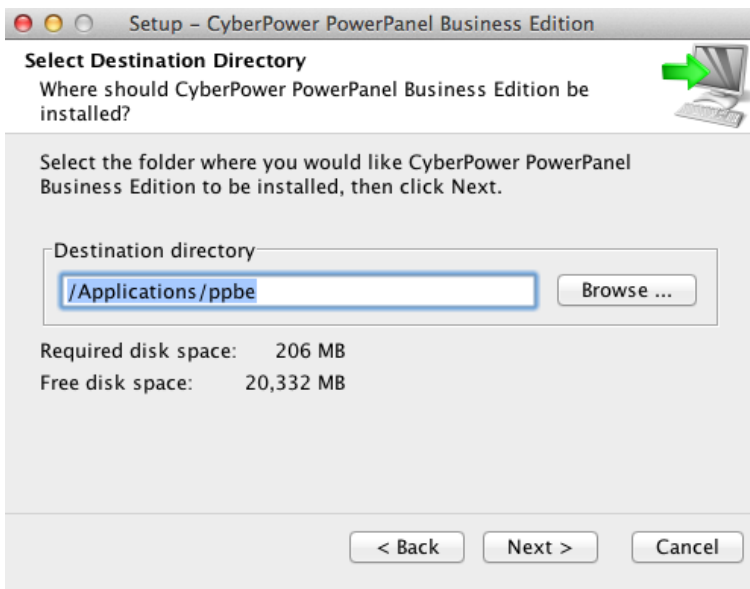 Setup – CyberPower PowerPanel Business Edition
Select Destination Directory
Where should CyberPower PowerPanel Business Edition be
installed?
Select the folder where you would like CyberPower PowerPanel
Business Edition to be installed, then click Next.
Destination directory
/Applications/ppbe
Browse ...
Required disk space: 206 MB
Free disk space: 20,332 MB
< Back Next > Cancel